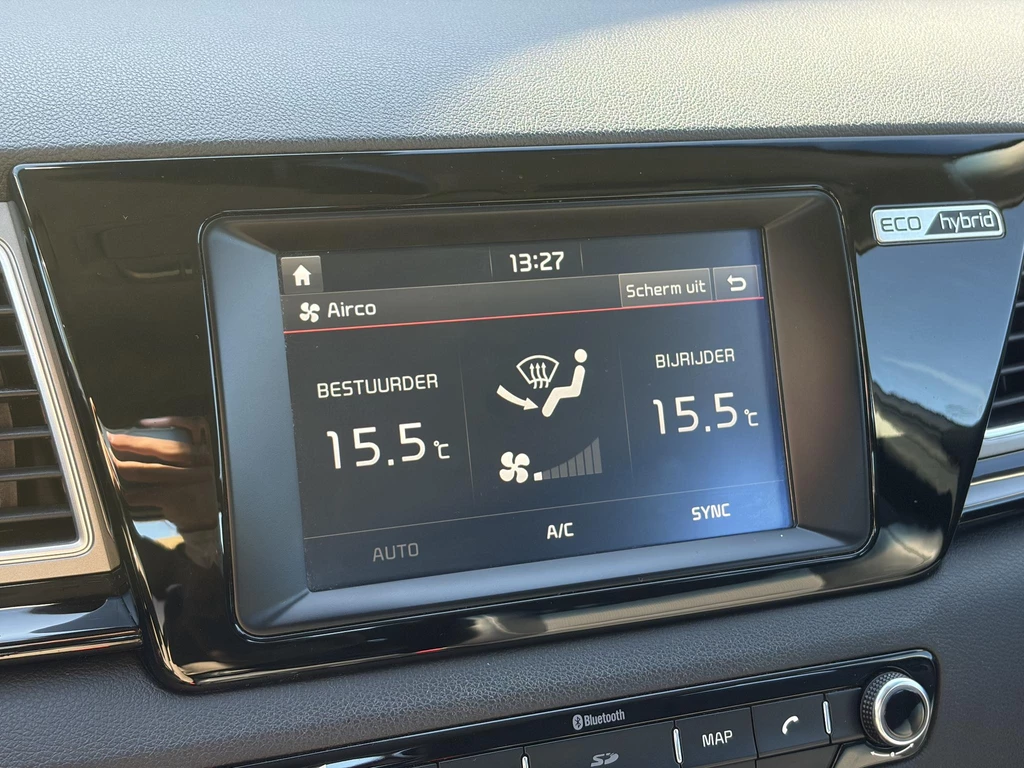 ECO hybrid
13:27
Airco
Scherm uit
BESTUURDER
BIJRIJDER
15.5 °C
15.5 °C
AUTO
A/C
SYNC
Bluetooth
SD
MAP